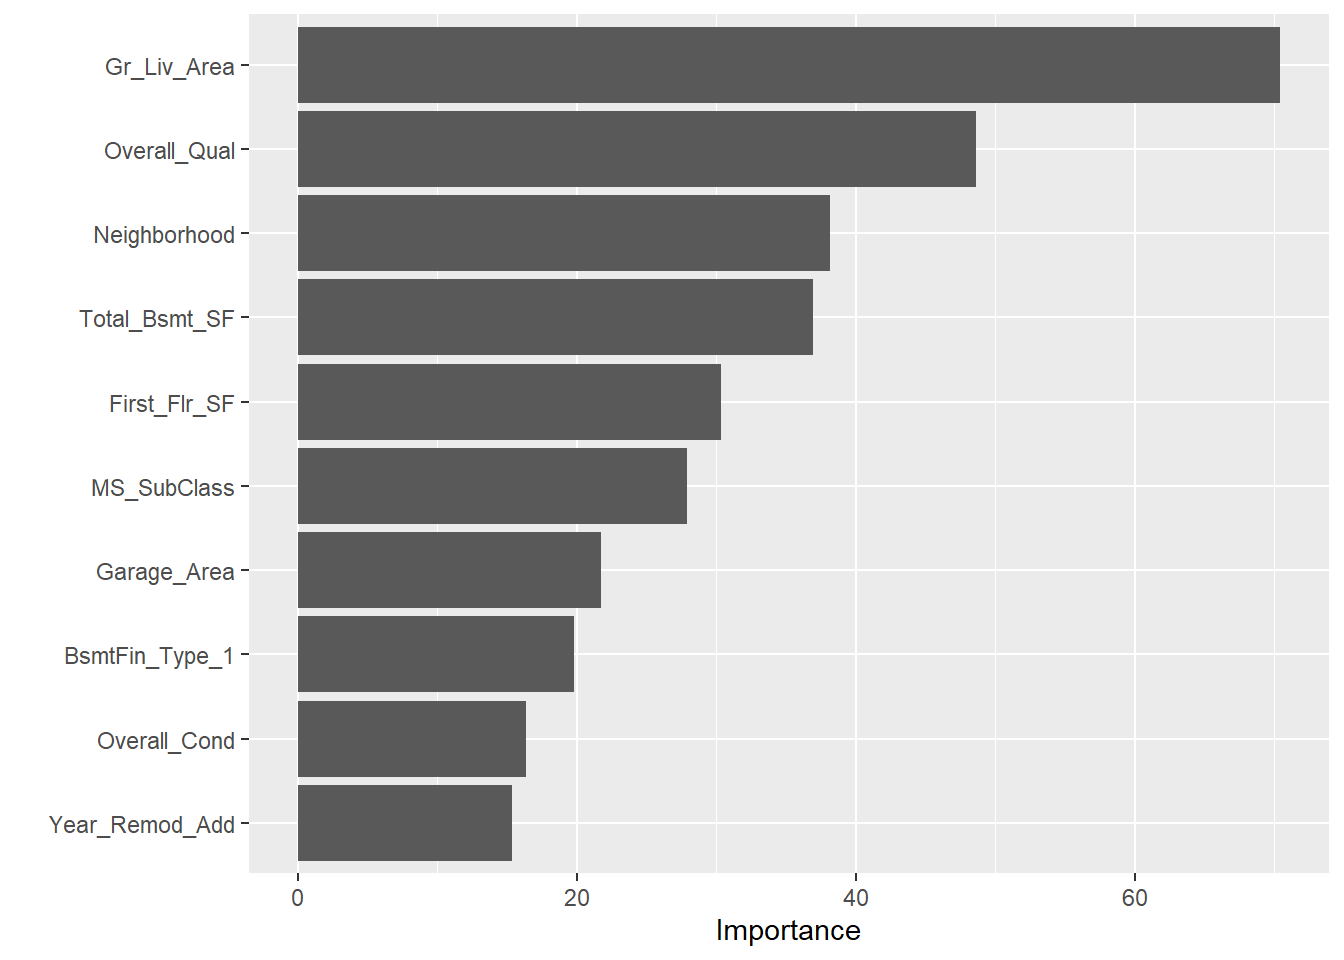 Gr_Liv_Area
Overall_Qual
Neighborhood
Total_Bsmt_SF
First_Flr_SF
MS_SubClass
Garage_Area
BsmtFin_Type_1
Overall_Cond
Year_Remod_Add
0 20 40 60
Importance